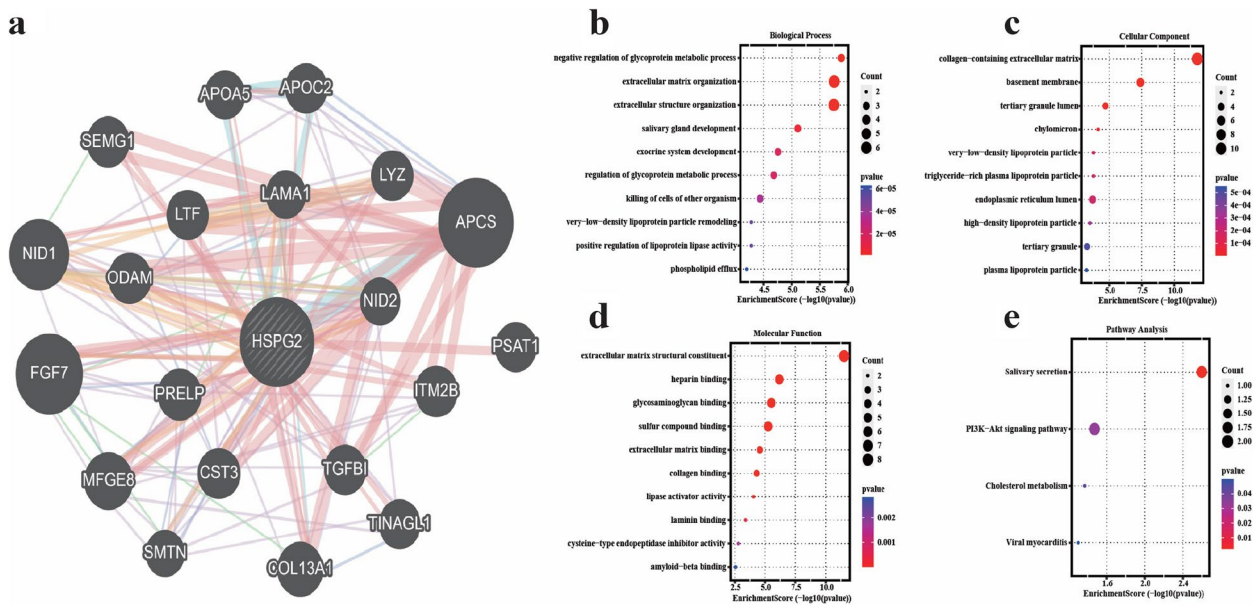 a
APOA5
APOC2
SEMG1
LYZ
LAMA1
LTF
APCS
NID1
ODAM
NID2
HSPG2
PSAT1
FGF7
PRELP
ITM2B
MFGE8
CST3
TGFBI
TINAGL1
SMTN
COL13A1
b
Biological Process
negative regulation of glycoprotein metabolic process
extracellular matrix organization
extracellular structure organization
salivary gland development
exocrine system development
regulation of glycoprotein metabolic process
killing of cells of other organism
very−low−density lipoprotein particle remodeling
positive regulation of lipoprotein lipase activity
phospholipid efflux
4.5 5.0 5.5 6.0
EnrichmentScore (−log10(pvalue))
Count
2
3
4
5
6
pvalue
6e−05
4e−05
2e−05
c
Cellular Component
collagen−containing extracellular matrix
basement membrane
tertiary granule lumen
chylomicron
very−low−density lipoprotein particle
triglyceride−rich plasma lipoprotein particle
endoplasmic reticulum lumen
high−density lipoprotein particle
tertiary granule
plasma lipoprotein particle
5.0 7.5 10.0
EnrichmentScore (−log10(pvalue))
Count
2
4
6
8
10
pvalue
5e−04
4e−04
3e−04
2e−04
1e−04
d
Molecular Function
extracellular matrix structural constituent
heparin binding
glycosaminoglycan binding
sulfur compound binding
extracellular matrix binding
collagen binding
lipase activator activity
laminin binding
cysteine−type endopeptidase inhibitor activity
amyloid−beta binding
2.5 5.0 7.5 10.0
EnrichmentScore (−log10(pvalue))
Count
2
3
4
5
6
7
8
pvalue
0.002
0.001
e
Pathway Analysis
Salivary secretion
PI3K−Akt signaling pathway
Cholesterol metabolism
Viral myocarditis
1.6 2.0 2.4
EnrichmentScore (−log10(pvalue))
Count
1.00
1.25
1.50
1.75
2.00
pvalue
0.04
0.03
0.02
0.01